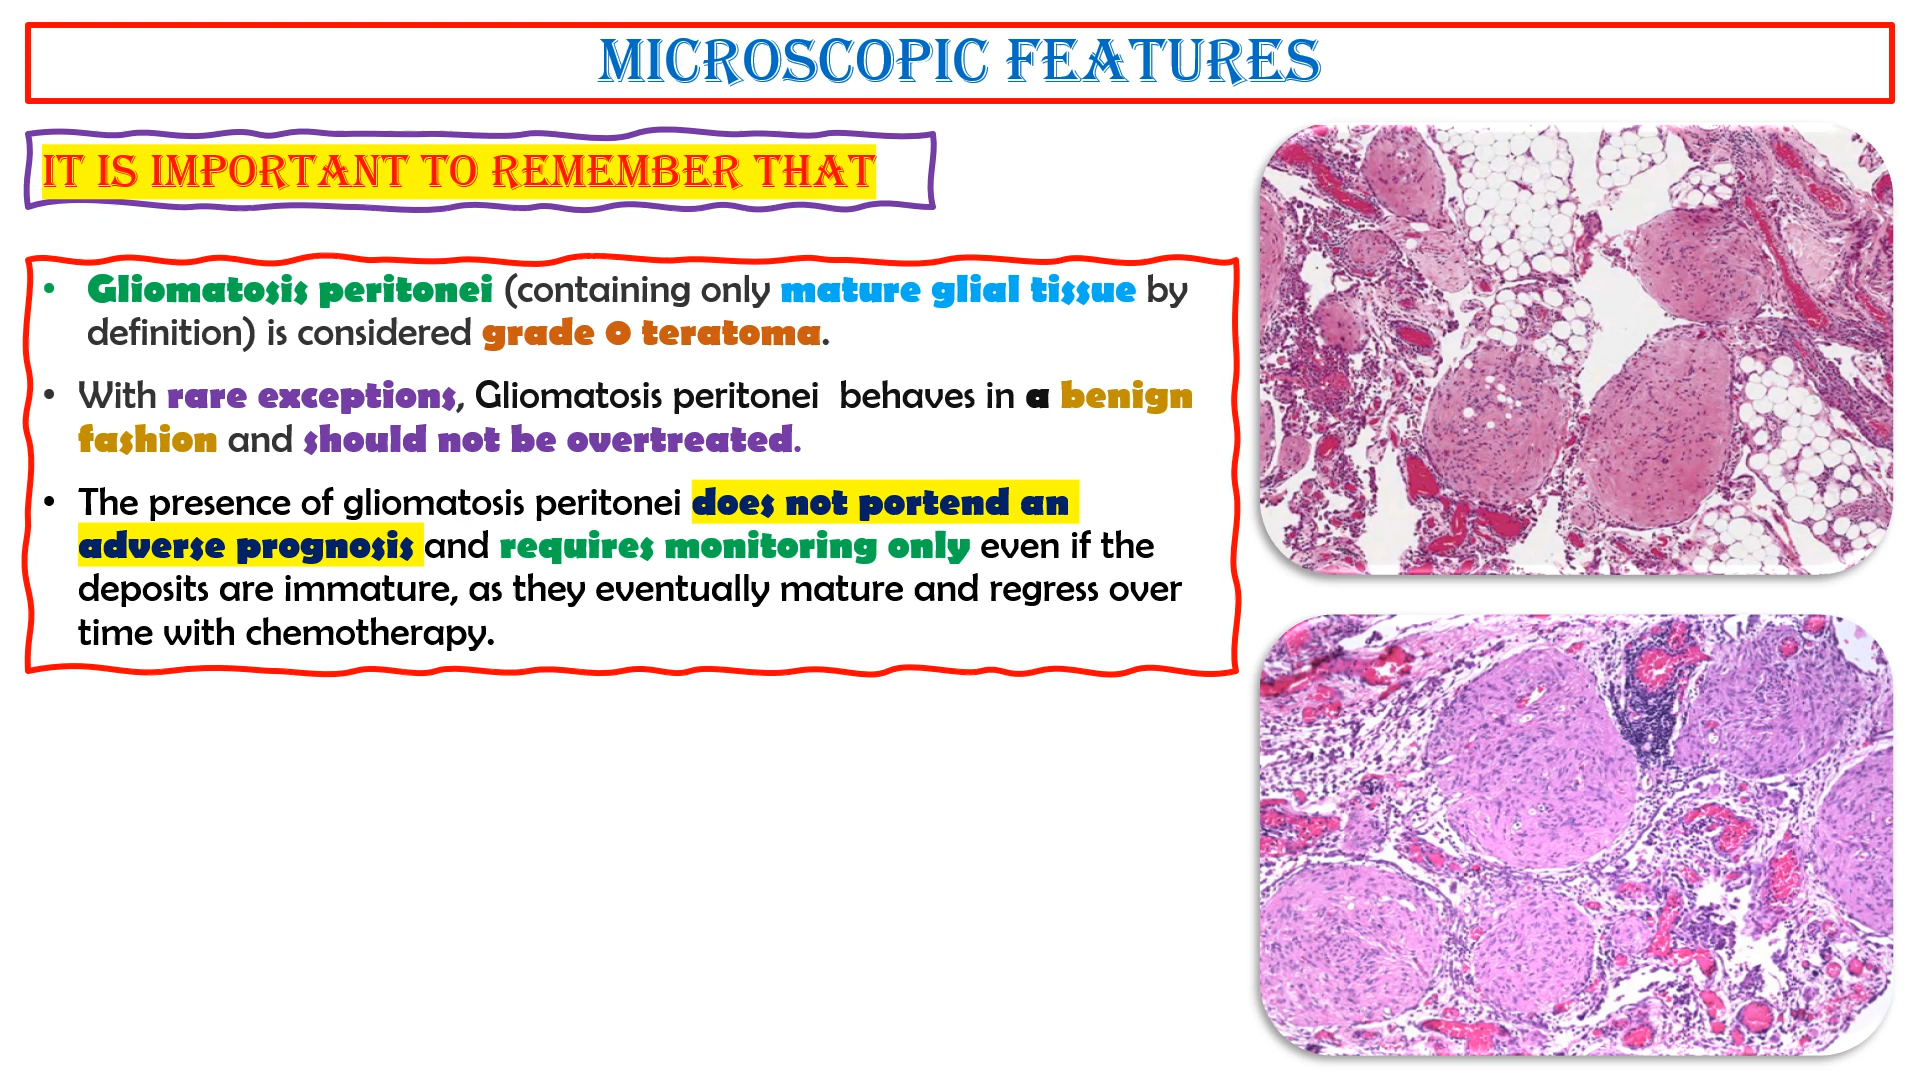 MICROSCOPIC FEATURES
IT IS IMPORTANT TO REMEMBER THAT
• Gliomatosis peritonei (containing only mature glial tissue by
definition) is considered grade 0 teratoma.
• With rare exceptions, Gliomatosis peritonei behaves in a benign
fashion and should not be overtreated.
• The presence of gliomatosis peritonei does not portend an
adverse prognosis and requires monitoring only even if the
deposits are immature, as they eventually mature and regress over
time with chemotherapy.